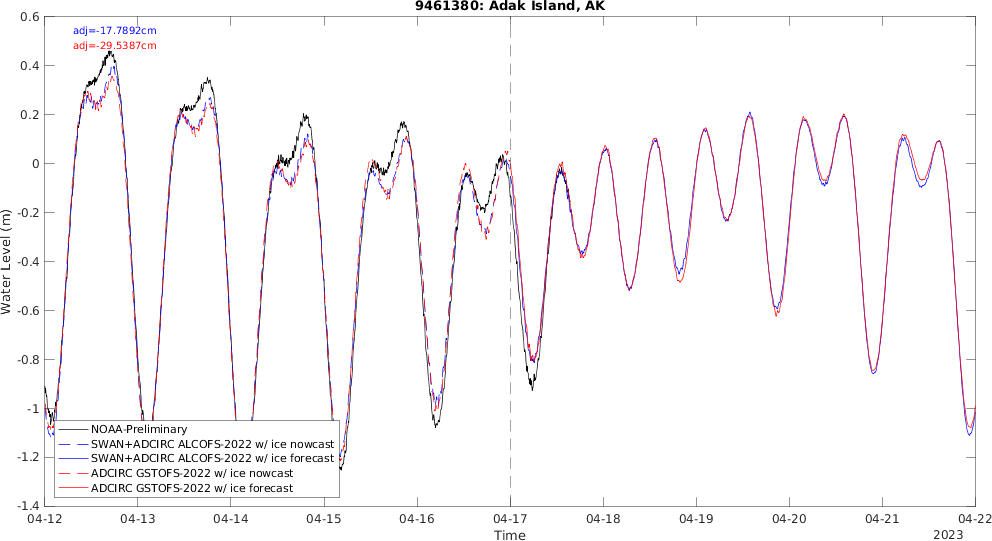 9461380: Adak Island, AK
adj=-17.7892cm
adj=-29.5387cm
Water Level (m)
0.6
0.4
0.2
0
-0.2
-0.4
-0.6
-0.8
-1
-1.2
-1.4
NOAA-Preliminary
SWAN+ADCIRC ALCOFS-2022 w/ ice nowcast
SWAN+ADCIRC ALCOFS-2022 w/ ice forecast
ADCIRC GSTOFS-2022 w/ ice nowcast
ADCIRC GSTOFS-2022 w/ ice forecast
04-12 04-13 04-14 04-15 04-16 04-17 04-18 04-19 04-20 04-21 04-22
Time
2023